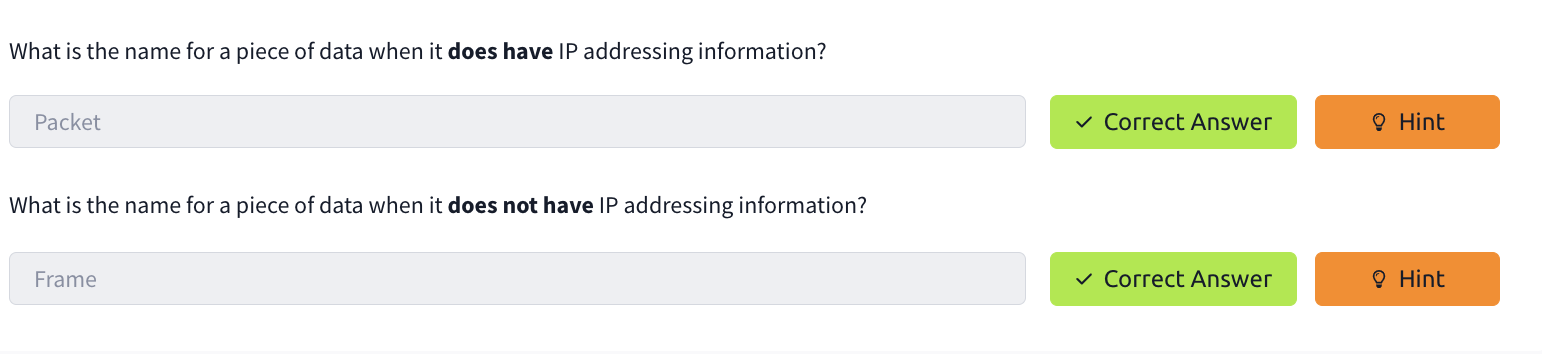 What is the name for a piece of data when it does have IP addressing information?
Packet
Correct Answer
Hint
What is the name for a piece of data when it does not have IP addressing information?
Frame
Correct Answer
Hint